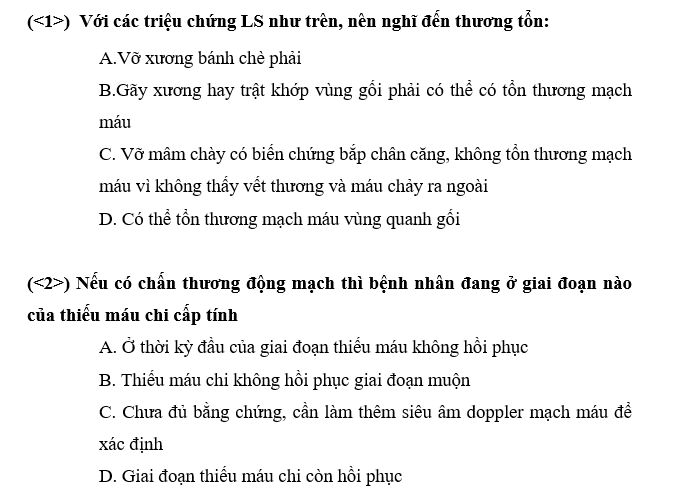 (<1>) Với các triệu chứng LS như trên, nên nghĩ đến thương tổn:
A.Vỡ xương bánh chè phải
B.Gãy xương hay trật khớp vùng gối phải có thể có tổn thương mạch
máu
C. Vỡ mâm chày có biến chứng bắp chân căng, không tổn thương mạch
máu vì không thấy vết thương và máu chảy ra ngoài
D. Có thể tổn thương mạch máu vùng quanh gối
(<2>) Nếu có chấn thương động mạch thì bệnh nhân đang ở giai đoạn nào
của thiếu máu chi cấp tính
A. Ở thời kỳ đầu của giai đoạn thiếu máu không hồi phục
B. Thiếu máu chi không hồi phục giai đoạn muộn
C. Chưa đủ bằng chứng, cần làm thêm siêu âm doppler mạch máu để
xác định
D. Giai đoạn thiếu máu chi còn hồi phục